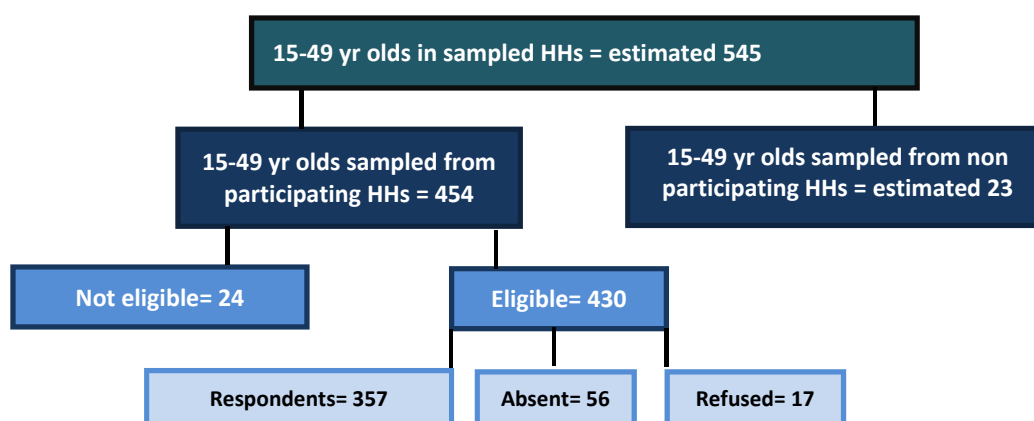 15-49 yr olds in sampled HHs = estimated 545
15-49 yr olds sampled from
participating HHs = 454
15-49 yr olds sampled from non
participating HHs = estimated 23
Not eligible= 24
Eligible= 430
Respondents= 357
Absent= 56
Refused= 17